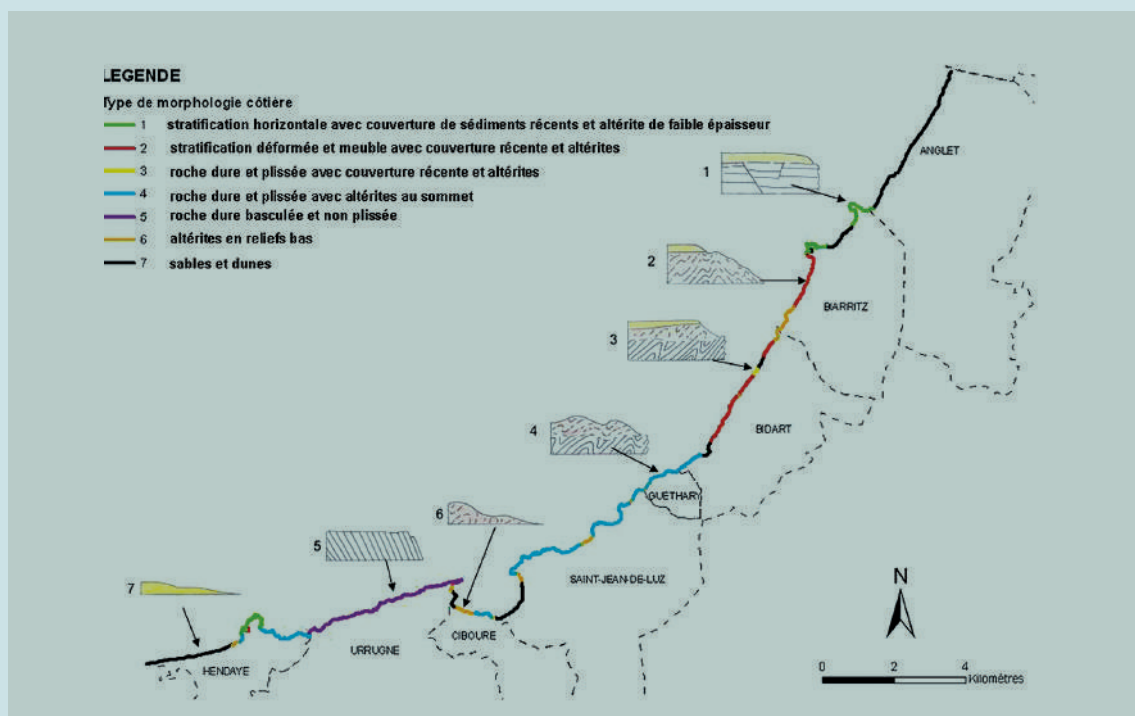 LEGENDE
Type de morphologie côtière
1 stratification horizontale avec couverture de sédiments récents et altérite de faible épaisseur
2 stratification déformée et meuble avec couverture récente et altérites
3 roche dure et plissée avec couverture récente et altérites
4 roche dure et plissée avec altérites au sommet
5 roche dure basculée et non plissée
6 altérites en reliefs bas
7 sables et dunes
ANGLET
1
2
BIARRITZ
3
BIDART
4
GUETHARY
6
5
SAINT-JEAN-DE-LUZ
7
CIBOURE
URRUGNE
HENDAYE
N
0 2 4
Kilomètres